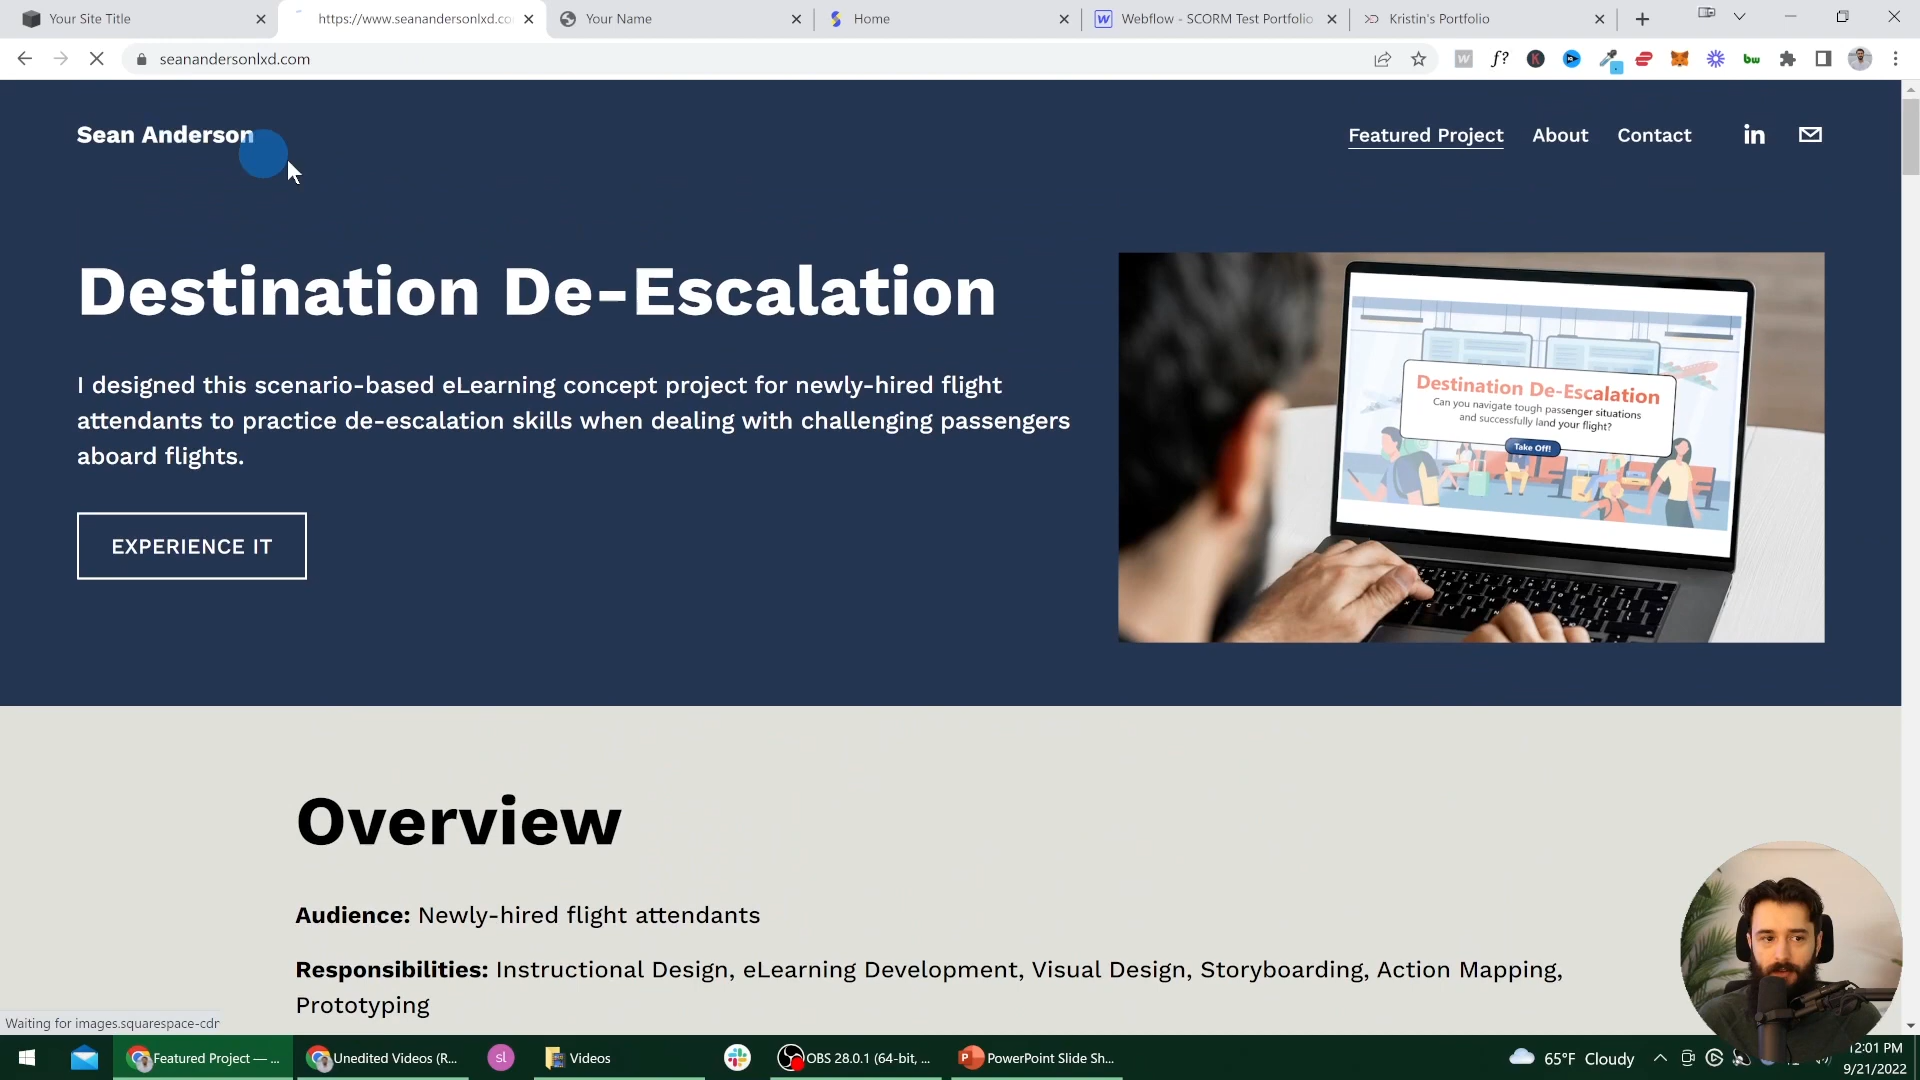 Your Site Title
https://www.seanandersonlxd.co
Your Name
Home
Webflow - SCORM Test Portfolio
Kristin's Portfolio
seanandersonlxd.com
Sean Anderson
Featured Project
About
Contact
in
Destination De-Escalation
I designed this scenario-based eLearning concept project for newly-hired flight
attendants to practice de-escalation skills when dealing with challenging passengers
aboard flights.
EXPERIENCE IT
Destination De-Escalation
Can you navigate tough passenger situations
and successfully land your flight?
Take Off!
Overview
Audience: Newly-hired flight attendants
Responsibilities: Instructional Design, eLearning Development, Visual Design, Storyboarding, Action Mapping,
Prototyping
Waiting for images.squarespace-cdn
Featured Project — ...
Unedited Videos (R...
sl
Videos
OBS 28.0.1 (64-bit, ...
PowerPoint Slide Sh...
65°F Cloudy
12:01 PM
9/21/2022